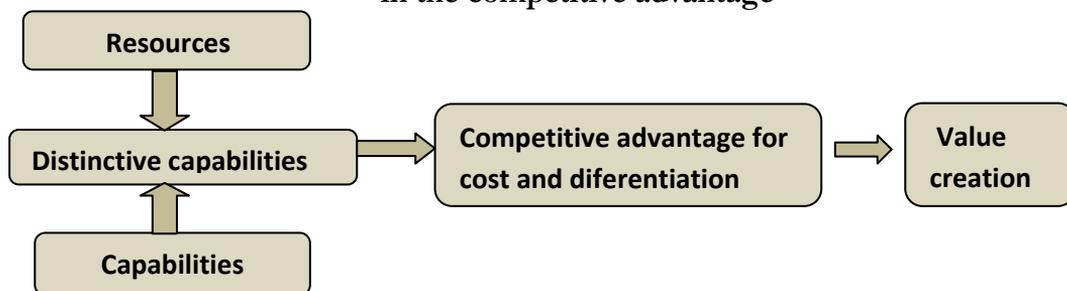 in the competitive advantage
Resources
Distinctive capabilities
Competitive advantage for
cost and diferentiation
Value
creation
Capabilities